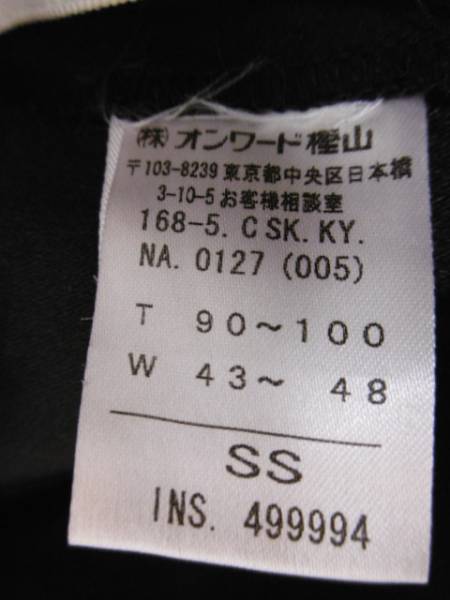 (株)オンワード樫山
〒103-8239 東京都中央区日本橋
3-10-5 お客様相談室
168-5. C SK. KY.
NA. 0127 (005)
T 90～100
W 43～ 48
SS
INS. 499994